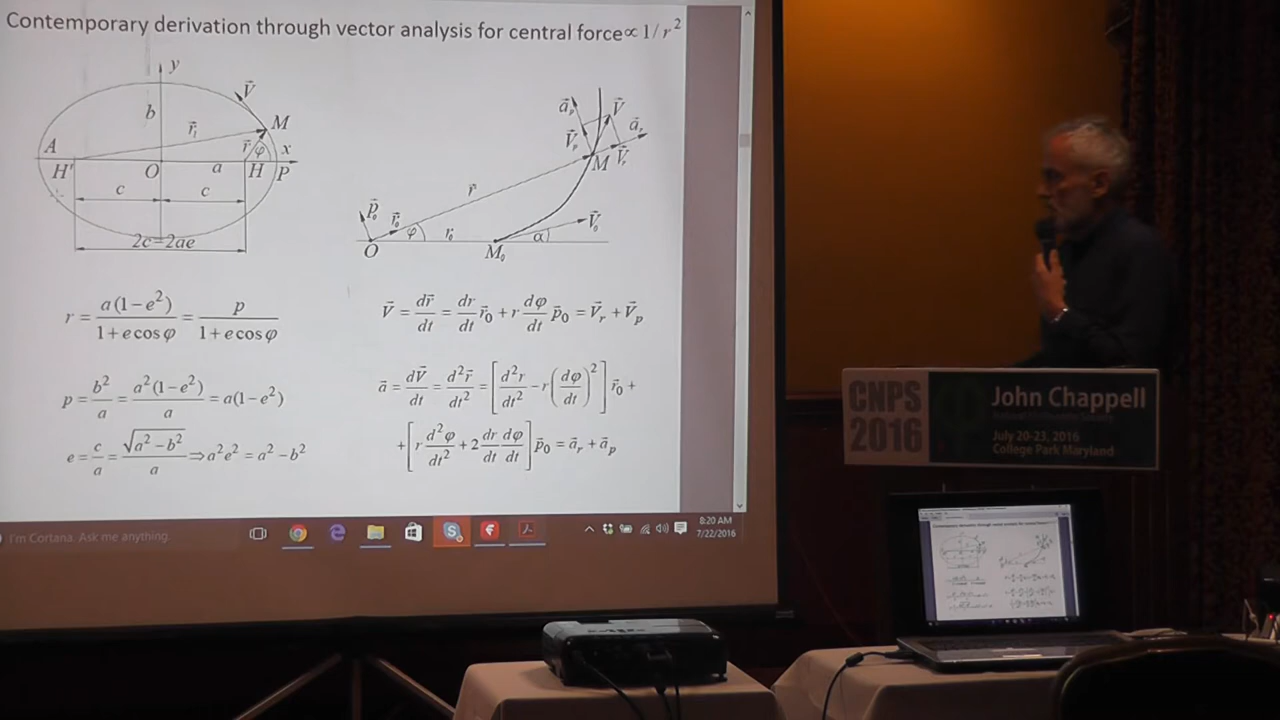 Contemporary derivation through vector analysis for central force ∝ 1/r²
y
V⃗
b
M
r⃗₁
A
r⃗ φ x
H' O a H P
c c
2c=2ae
a⃗ₚ V⃗ a⃗ᵣ
V⃗ₚ
M V⃗ᵣ
r⃗
p⃗₀ r⃗₀ V⃗₀
φ r₀ α
O M₀
r = a(1−e²)/(1+e cosφ) = p/(1+e cosφ)
p = b²/a = a²(1−e²)/a = a(1−e²)
e = c/a = √(a²−b²)/a ⇒ a²e² = a²−b²
V⃗ = dr⃗/dt = dr/dt r⃗₀ + r dφ/dt p⃗₀ = V⃗ᵣ + V⃗ₚ
a⃗ = dV⃗/dt = d²r⃗/dt² = [d²r/dt² − r(dφ/dt)²] r⃗₀ +
+[r d²φ/dt² + 2 dr/dt dφ/dt] p⃗₀ = a⃗ᵣ + a⃗ₚ
I'm Cortana. Ask me anything.
8:20 AM
7/22/2016
CNPS
2016
John Chappell
July 20-23, 2016
College Park Maryland